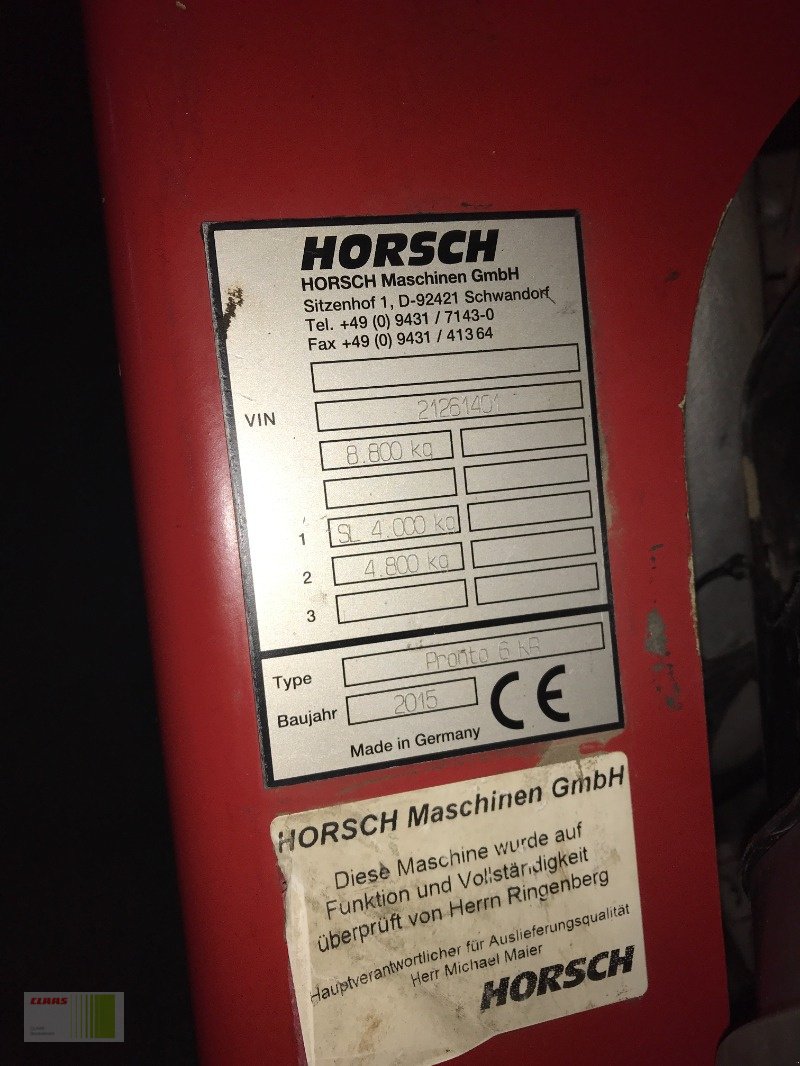 HORSCH
HORSCH Maschinen GmbH
Sitzenhof 1, D-92421 Schwandorf
Tel. +49 (0) 9431 / 7143-0
Fax +49 (0) 9431 / 41364
VIN 21261401
8.800 kg
1 SL 4.000 kg
2 4.800 kg
3
Type Pronto 6 KR
Baujahr 2015 CE
Made in Germany
HORSCH Maschinen GmbH
Diese Maschine wurde auf
Funktion und Vollständigkeit
überprüft von Herrn Ringenberg
Hauptverantwortlicher für Auslieferungsqualität
Herr Michael Maier
HORSCH
CLAAS